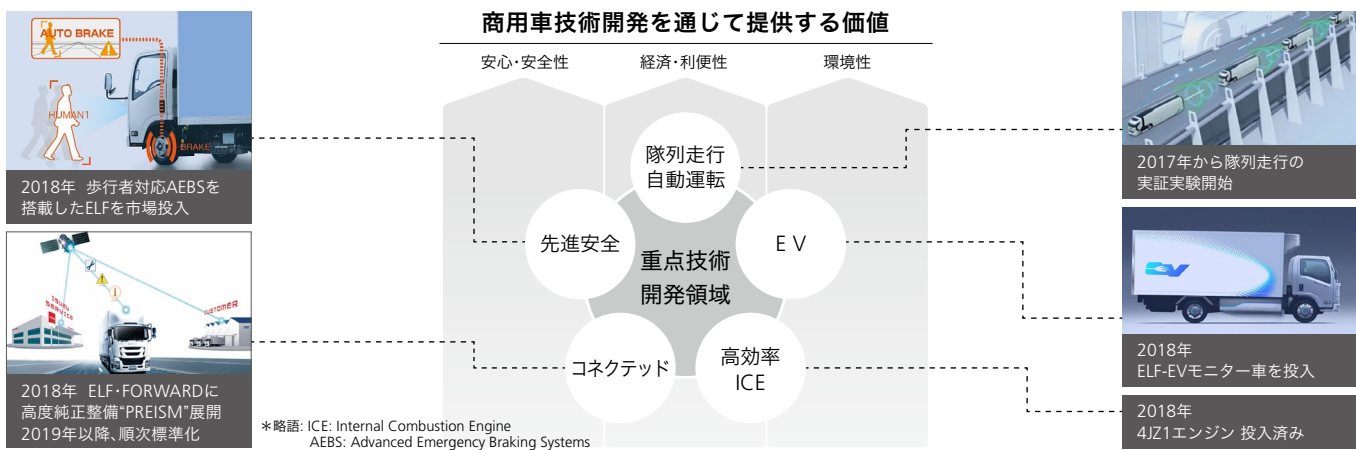 商用車技術開発を通じて提供する価値
安心・安全性
経済・利便性
環境性
AUTO BRAKE
HUMAN1
BRAKE
2018年 歩行者対応AEBSを
搭載したELFを市場投入
ISUZU
SERVICE
CUSTOMER
2018年 ELF・FORWARDに
高度純正整備“PREISM”展開
2019年以降、順次標準化
隊列走行
自動運転
先進安全
EV
重点技術
開発領域
コネクテッド
高効率
ICE
2017年から隊列走行の
実証実験開始
EV
2018年
ELF-EVモニター車を投入
2018年
4JZ1エンジン 投入済み
＊略語: ICE: Internal Combustion Engine
AEBS: Advanced Emergency Braking Systems